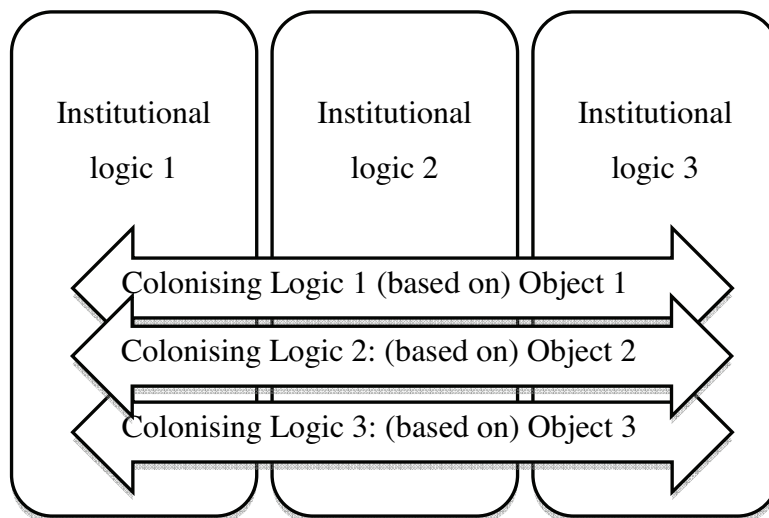 Institutional
logic 1
Institutional
logic 2
Institutional
logic 3
Colonising Logic 1 (based on) Object 1
Colonising Logic 2: (based on) Object 2
Colonising Logic 3: (based on) Object 3